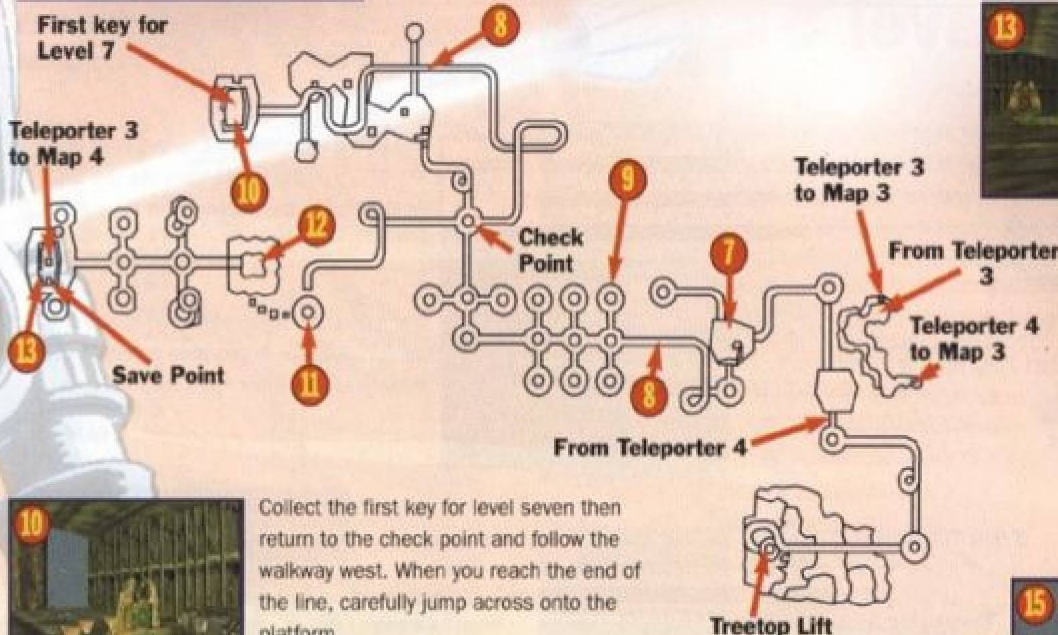 First key for
Level 7
8
13
Teleporter 3
to Map 4
10
9
Teleporter 3
to Map 3
12
Check
Point
7
From Teleporter
3
Teleporter 4
to Map 3
13
Save Point
11
8
From Teleporter 4
10
Collect the first key for level seven then
return to the check point and follow the
walkway west. When you reach the end of
the line, carefully jump across onto the
platform
15
Treetop Lift